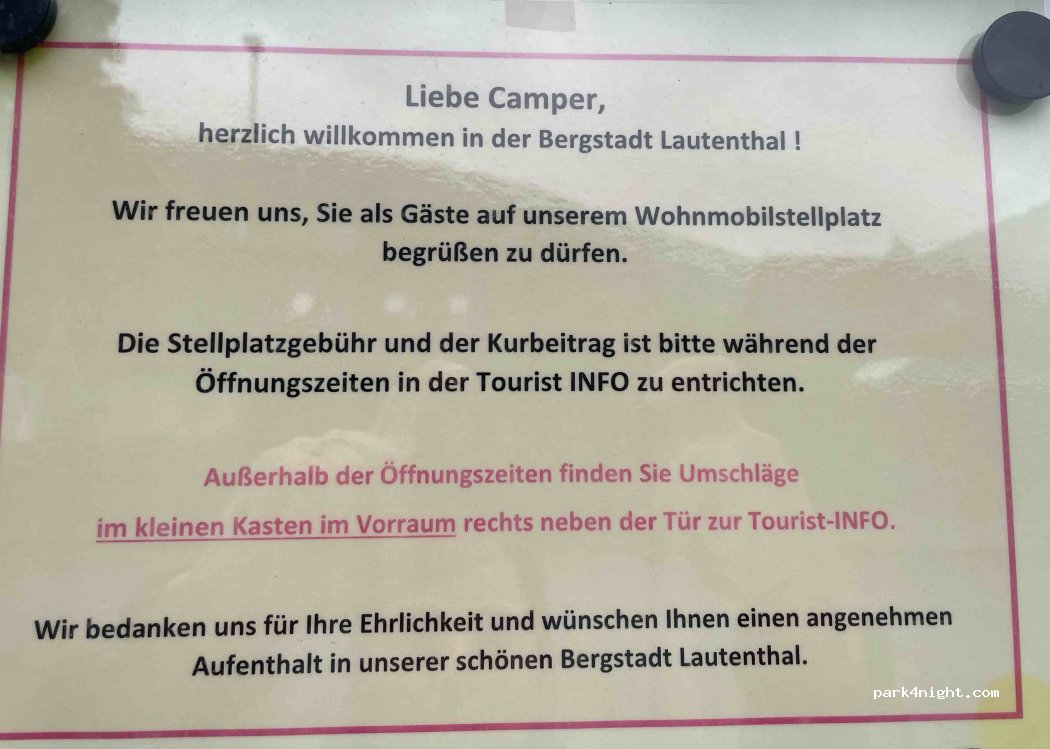 Liebe Camper,
herzlich willkommen in der Bergstadt Lautenthal !
Wir freuen uns, Sie als Gäste auf unserem Wohnmobilstellplatz
begrüßen zu dürfen.
Die Stellplatzgebühr und der Kurbeitrag ist bitte während der
Öffnungszeiten in der Tourist INFO zu entrichten.
Außerhalb der Öffnungszeiten finden Sie Umschläge
im kleinen Kasten im Vorraum rechts neben der Tür zur Tourist-INFO.
Wir bedanken uns für Ihre Ehrlichkeit und wünschen Ihnen einen angenehmen
Aufenthalt in unserer schönen Bergstadt Lautenthal.
park4night.com